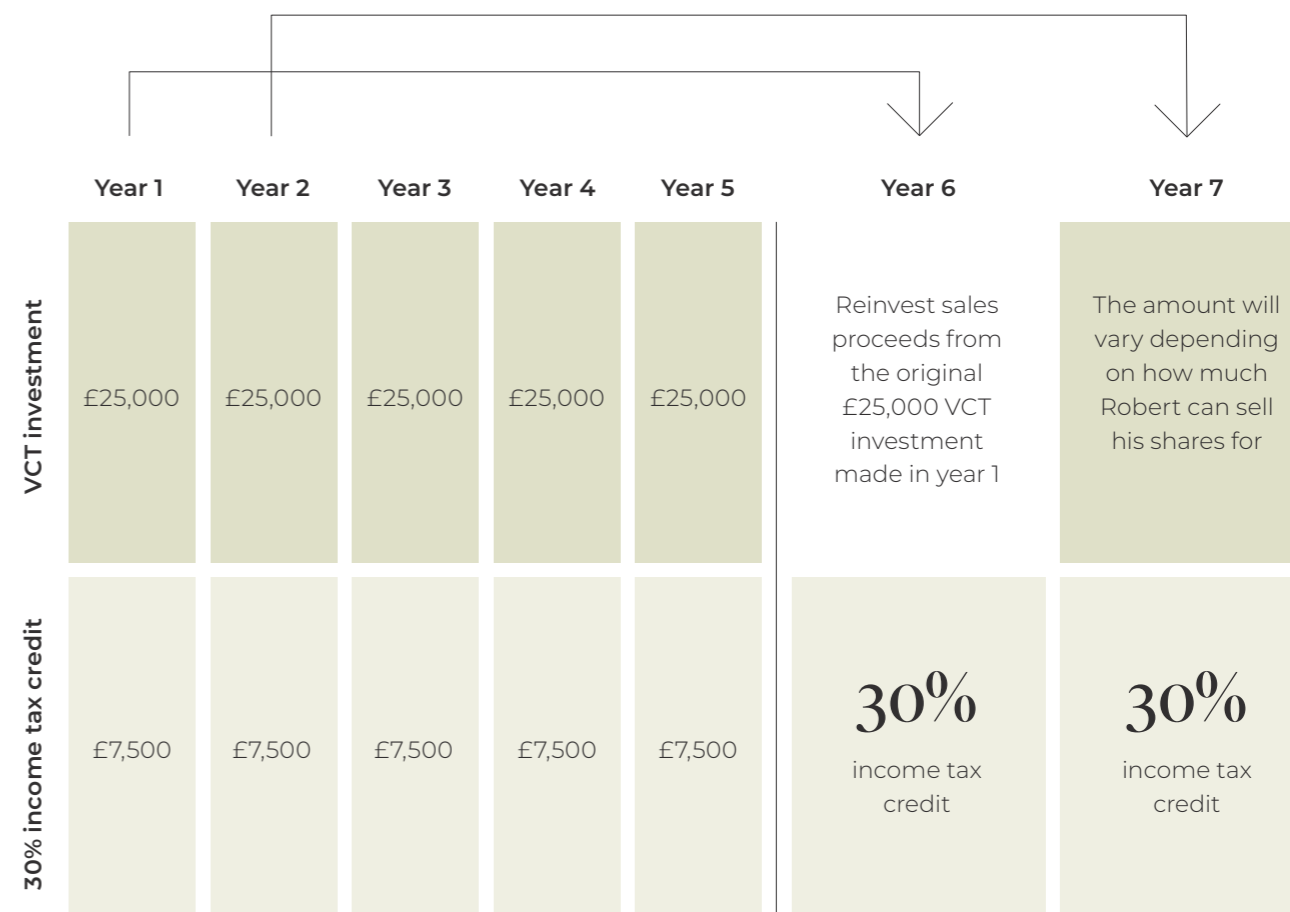 Year 1
Year 2
Year 3
Year 4
Year 5
Year 6
Year 7
VCT investment
£25,000
£25,000
£25,000
£25,000
£25,000
Reinvest sales
proceeds from
the original
£25,000 VCT
investment
made in year 1
The amount will
vary depending
on how much
Robert can sell
his shares for
30% income tax credit
£7,500
£7,500
£7,500
£7,500
£7,500
30%
income tax
credit
30%
income tax
credit